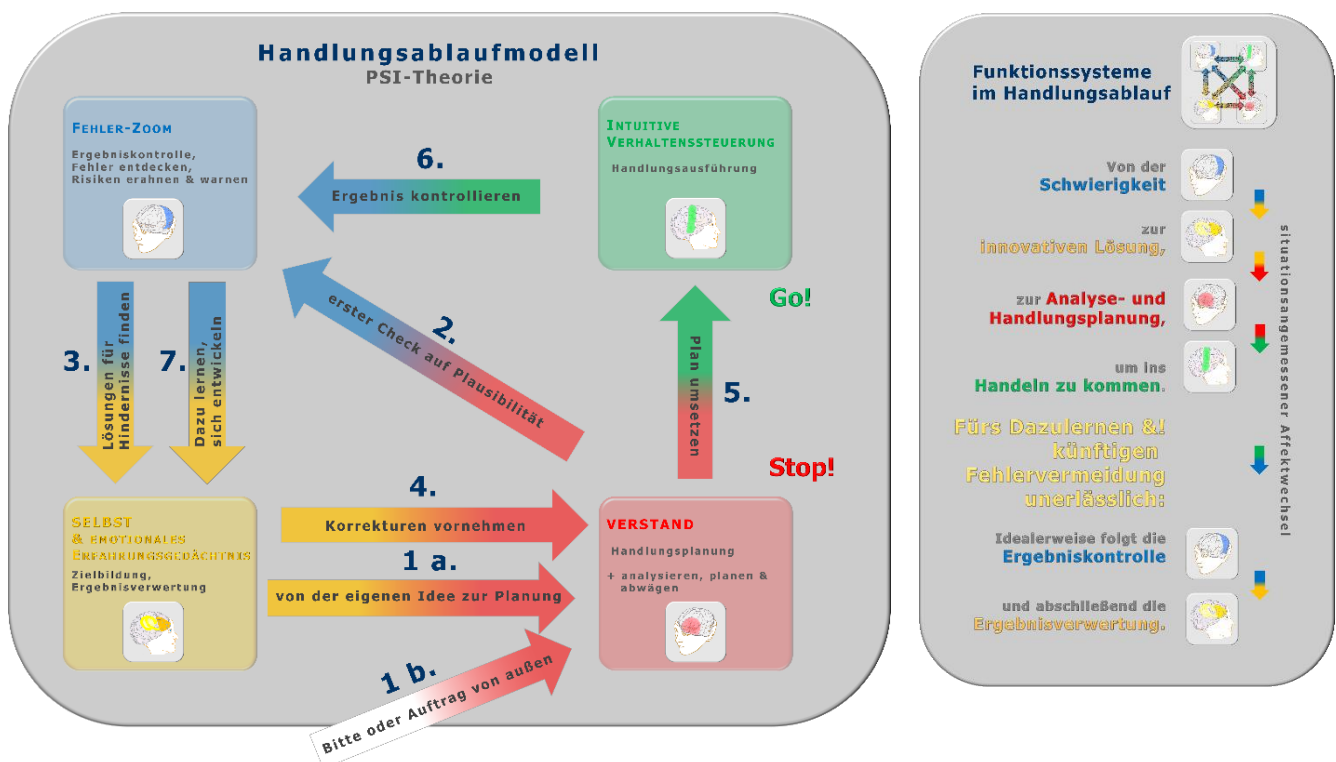 Handlungsablaufmodell
PSI-Theorie
FEHLER-ZOOM
Ergebniskontrolle,
Fehler entdecken,
Risiken erahnen & warnen
INTUITIVE
VERHALTENSSTEUERUNG
Handlungsausführung
6.
Ergebnis kontrollieren
2.
erster Check auf Plausibilität
3.
Lösungen für
Hindernisse finden
7.
Dazu lernen,
sich entwickeln
Go!
5.
Plan umsetzen
Stop!
SELBST
& EMOTIONALES
ERFAHRUNGSGEDÄCHTNIS
Zielbildung,
Ergebnisverwertung
4.
Korrekturen vornehmen
1 a.
von der eigenen Idee zur Planung
1 b.
Bitte oder Auftrag von außen
VERSTAND
Handlungsplanung
+ analysieren, planen &
abwägen
Funktionssysteme
im Handlungsablauf
Von der
Schwierigkeit
zur
innovativen Lösung,
zur Analyse- und
Handlungsplanung,
um ins
Handeln zu kommen.
Fürs Dazulernen &!
künftigen
Fehlervermeidung
unerlässlich:
Idealerweise folgt die
Ergebniskontrolle
und abschließend die
Ergebnisverwertung.
situationsangemessener Affektwechsel